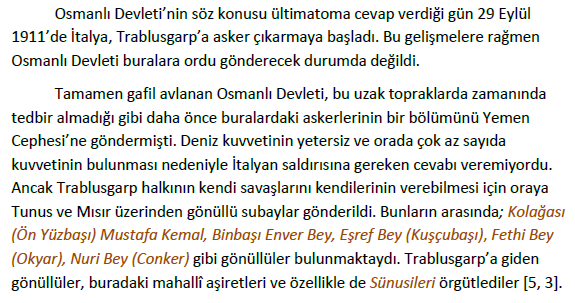 Osmanlı Devleti’nin söz konusu ültimatoma cevap verdiği gün 29 Eylül
1911’de İtalya, Trablusgarp’a asker çıkarmaya başladı. Bu gelişmelere rağmen
Osmanlı Devleti buralara ordu gönderecek durumda değildi.
Tamamen gafil avlanan Osmanlı Devleti, bu uzak topraklarda zamanında
tedbir almadığı gibi daha önce buralardaki askerlerinin bir bölümünü Yemen
Cephesi’ne göndermişti. Deniz kuvvetinin yetersiz ve orada çok az sayıda
kuvvetinin bulunması nedeniyle İtalyan saldırısına gereken cevabı veremiyordu.
Ancak Trablusgarp halkının kendi savaşlarını kendilerinin verebilmesi için oraya
Tunus ve Mısır üzerinden gönüllü subaylar gönderildi. Bunların arasında; Kolağası
(Ön Yüzbaşı) Mustafa Kemal, Binbaşı Enver Bey, Eşref Bey (Kuşçubaşı), Fethi Bey
(Okyar), Nuri Bey (Conker) gibi gönüllüler bulunmaktaydı. Trablusgarp’a giden
gönüllüler, buradaki mahallî aşiretleri ve özellikle de Sünusileri örgütlediler [5, 3].